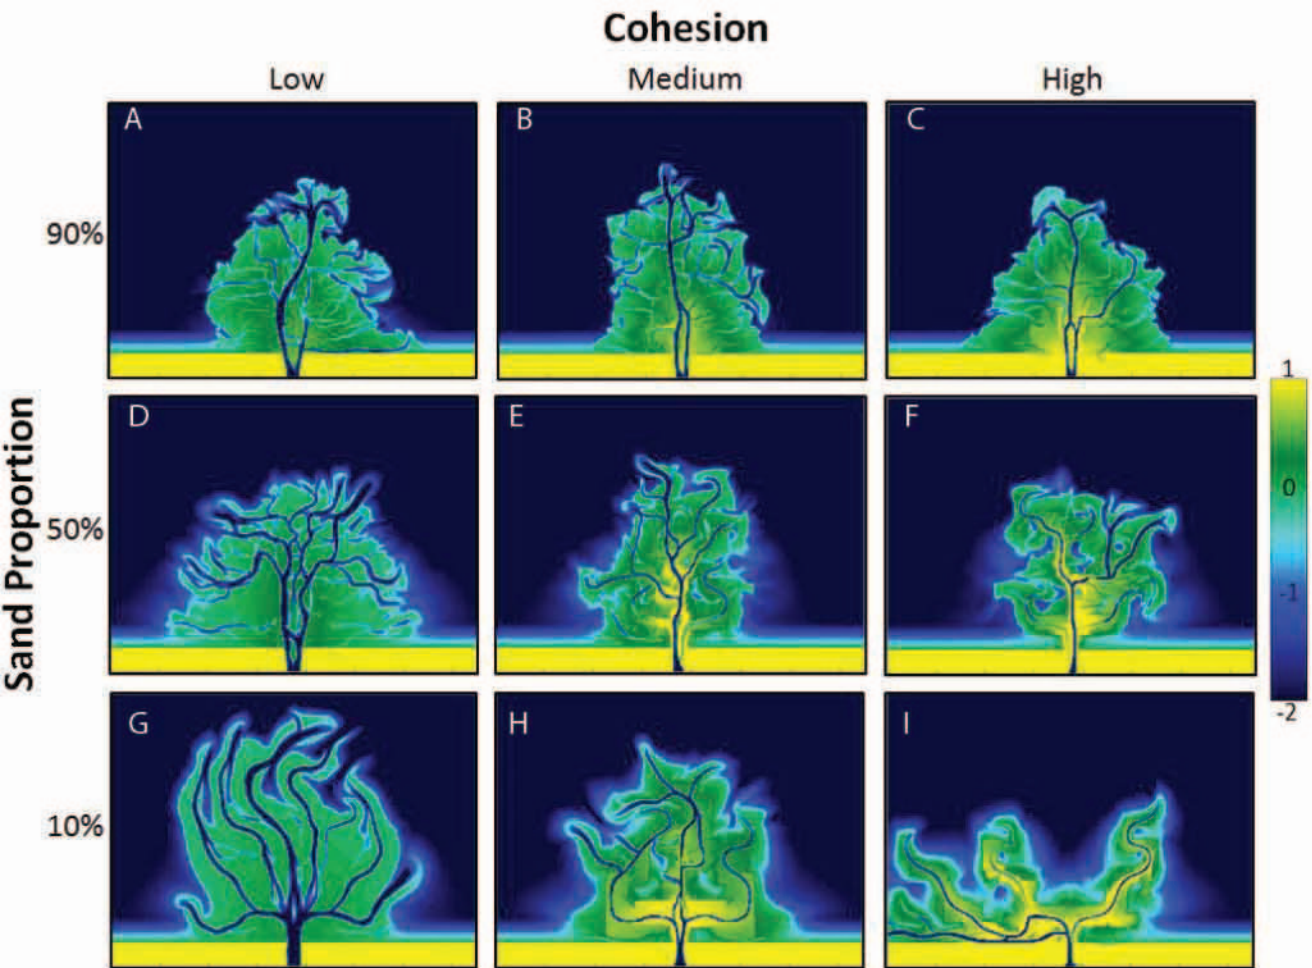 Cohesion
Low Medium High
A B C
90%
1
D E F
Sand Proportion
0
50%
-1
G H I
-2
10%